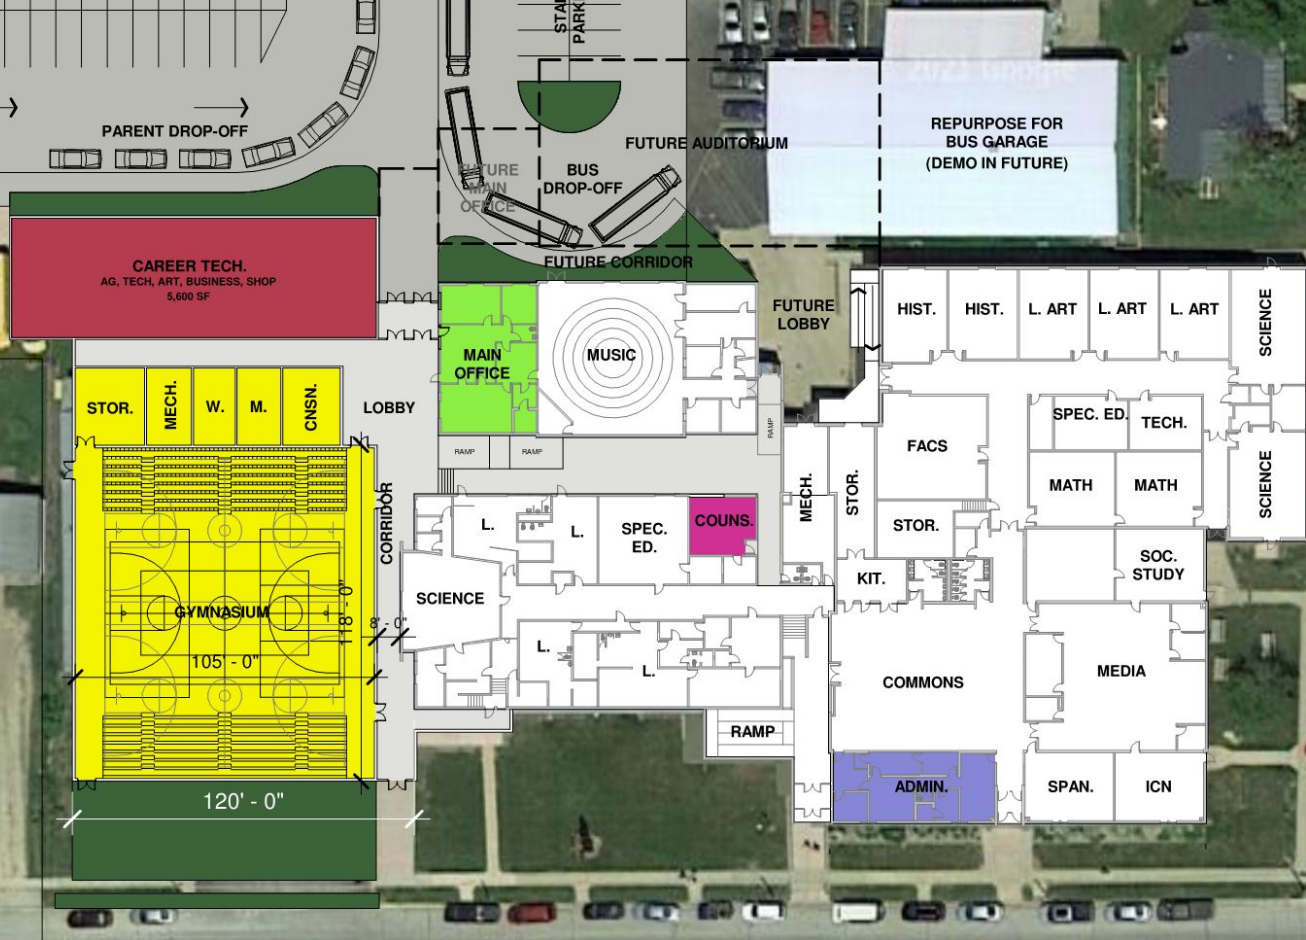 STAFF
PARKING
PARENT DROP-OFF
FUTURE AUDITORIUM
2021 Google
REPURPOSE FOR
BUS GARAGE
(DEMO IN FUTURE)
FUTURE
MAIN
OFFICE
BUS
DROP-OFF
FUTURE CORRIDOR
CAREER TECH.
AG, TECH, ART, BUSINESS, SHOP
5,600 SF
FUTURE
LOBBY
HIST.
HIST.
L. ART
L. ART
L. ART
SCIENCE
MAIN
OFFICE
MUSIC
STOR.
MECH.
W.
M.
CNSN.
LOBBY
RAMP
RAMP
RAMP
FACS
SPEC. ED.
TECH.
MATH
MATH
SCIENCE
MECH.
STOR.
STOR.
CORRIDOR
L.
L.
SPEC.
ED.
COUNS.
KIT.
SOC.
STUDY
SCIENCE
GYMNASIUM
118' - 0"
8' - 0"
105' - 0"
L.
L.
COMMONS
MEDIA
RAMP
ADMIN.
SPAN.
ICN
120' - 0"